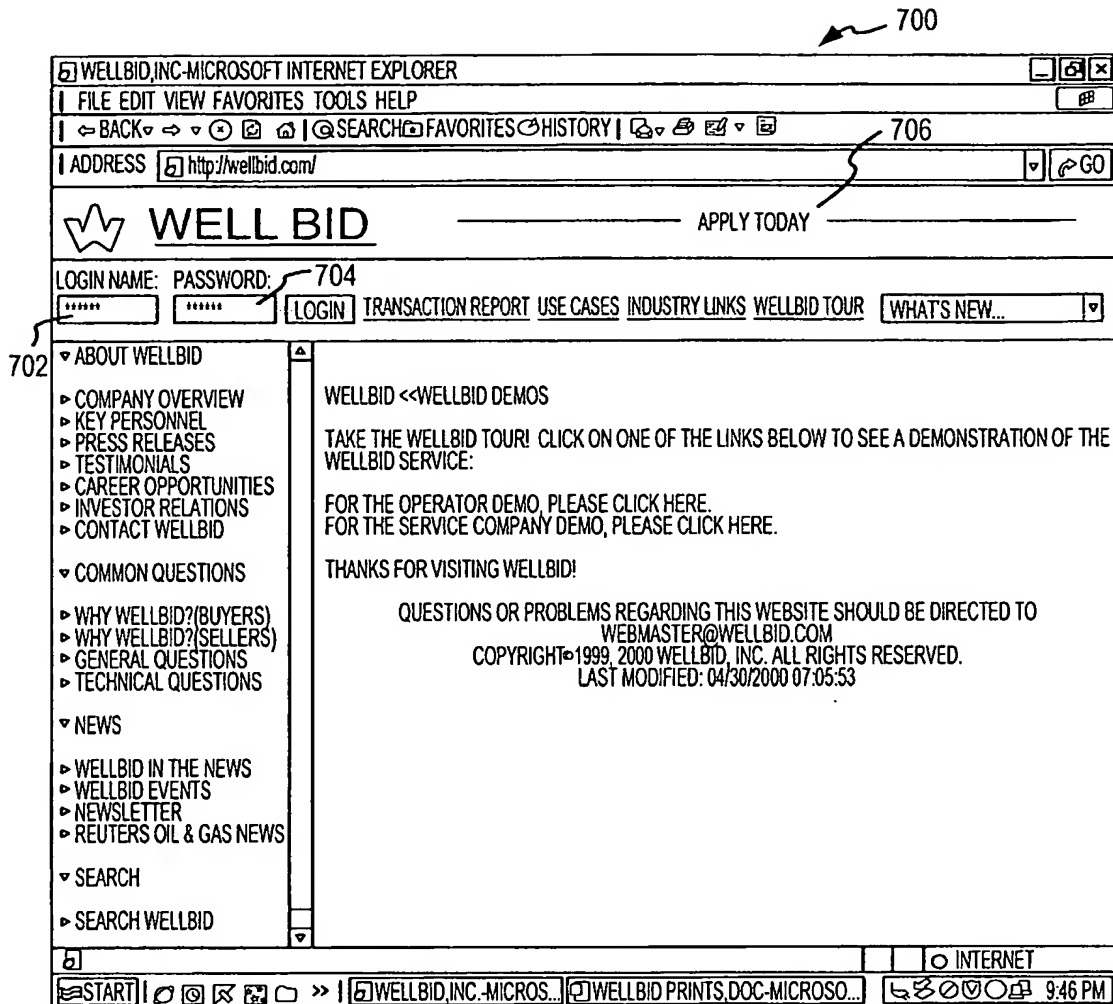 700
WELLBID,INC-MICROSOFT INTERNET EXPLORER
FILE EDIT VIEW FAVORITES TOOLS HELP
BACK SEARCH FAVORITES HISTORY
706
ADDRESS http://wellbid.com/ GO
WELL BID APPLY TODAY
LOGIN NAME: PASSWORD: 704
****** ****** LOGIN TRANSACTION REPORT USE CASES INDUSTRY LINKS WELLBID TOUR WHAT'S NEW...
702
ABOUT WELLBID
COMPANY OVERVIEW
KEY PERSONNEL
PRESS RELEASES
TESTIMONIALS
CAREER OPPORTUNITIES
INVESTOR RELATIONS
CONTACT WELLBID
COMMON QUESTIONS
WHY WELLBID?(BUYERS)
WHY WELLBID?(SELLERS)
GENERAL QUESTIONS
TECHNICAL QUESTIONS
NEWS
WELLBID IN THE NEWS
WELLBID EVENTS
NEWSLETTER
REUTERS OIL & GAS NEWS
SEARCH
SEARCH WELLBID
WELLBID <<WELLBID DEMOS
TAKE THE WELLBID TOUR! CLICK ON ONE OF THE LINKS BELOW TO SEE A DEMONSTRATION OF THE
WELLBID SERVICE:
FOR THE OPERATOR DEMO, PLEASE CLICK HERE.
FOR THE SERVICE COMPANY DEMO, PLEASE CLICK HERE.
THANKS FOR VISITING WELLBID!
QUESTIONS OR PROBLEMS REGARDING THIS WEBSITE SHOULD BE DIRECTED TO
WEBMASTER@WELLBID.COM
COPYRIGHT©1999, 2000 WELLBID, INC. ALL RIGHTS RESERVED.
LAST MODIFIED: 04/30/2000 07:05:53
INTERNET
START >> WELLBID,INC.-MICROS... WELLBID PRINTS,DOC-MICROSO... 9:46 PM